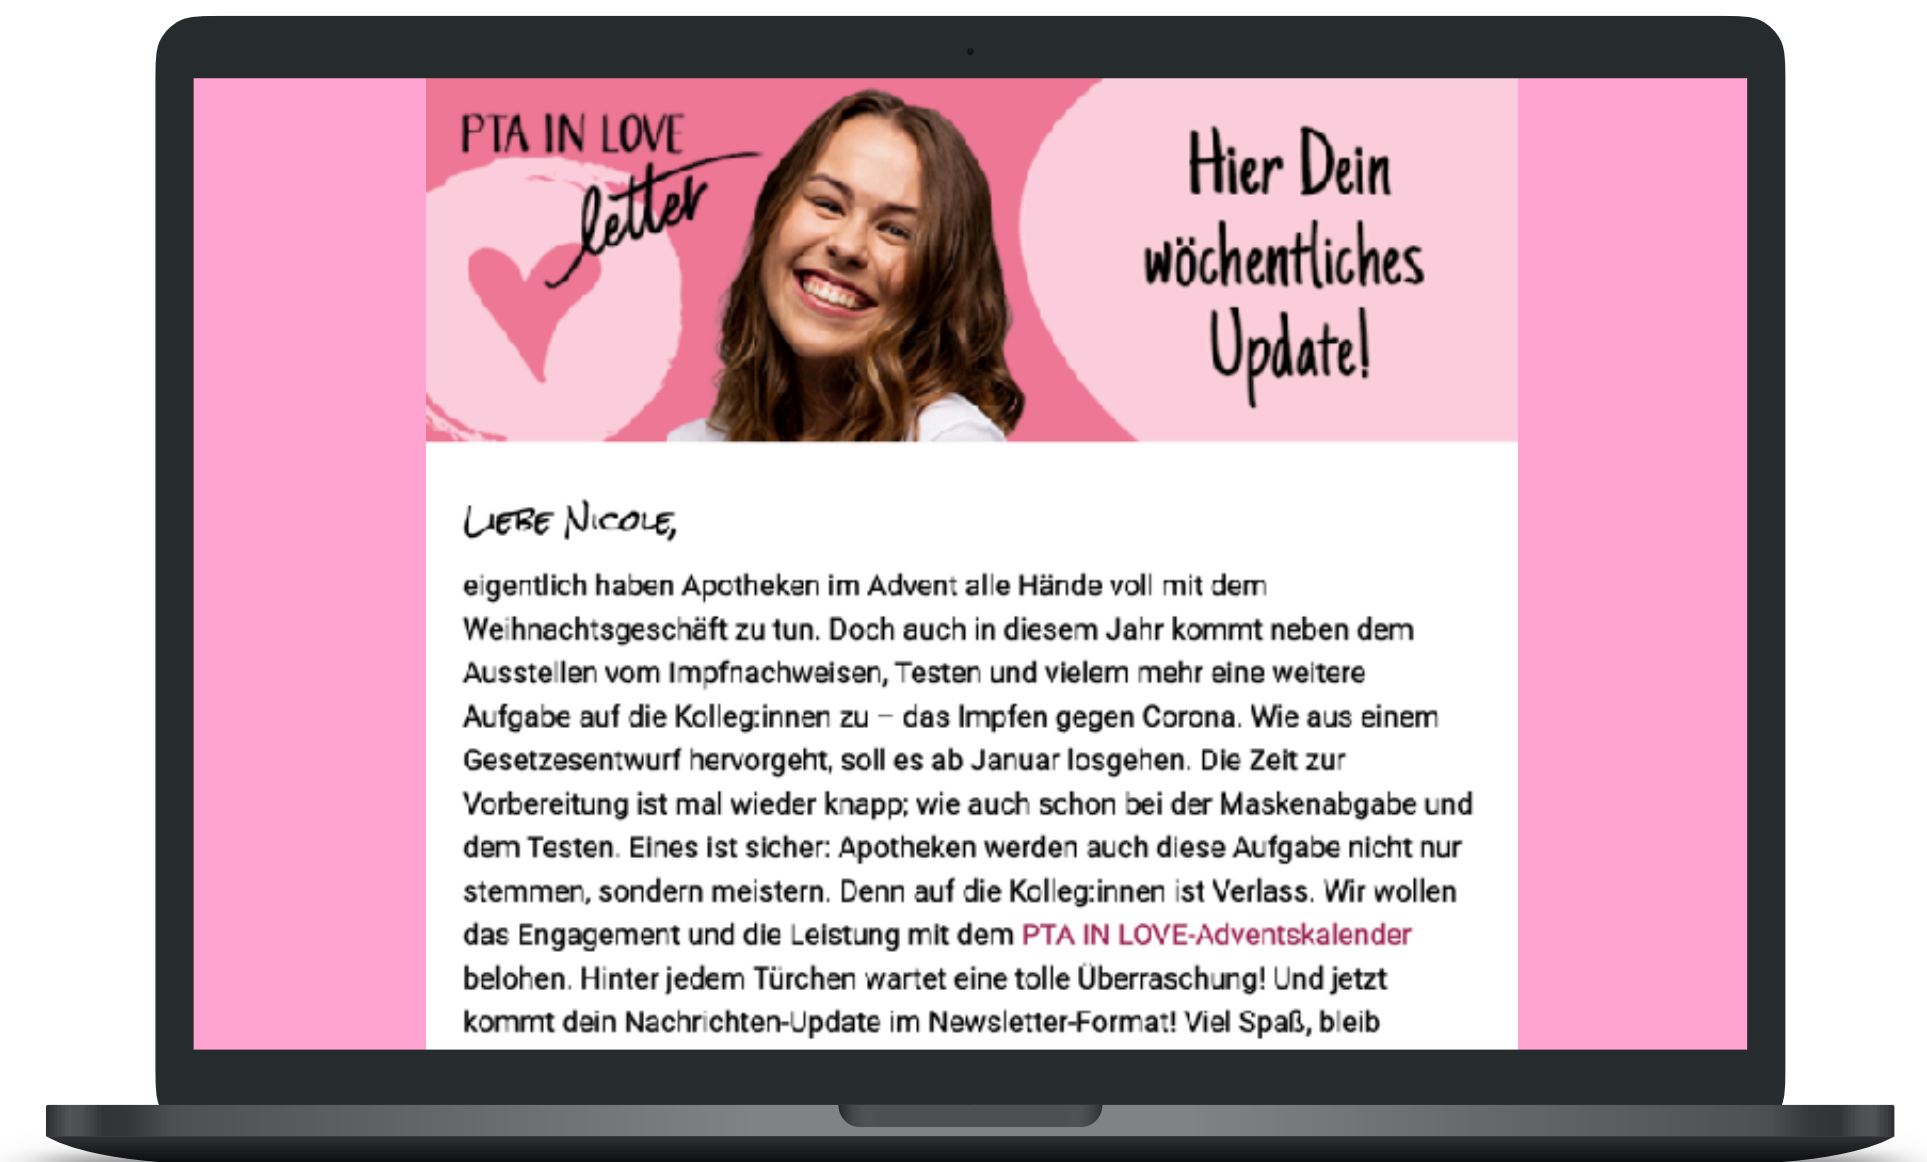 PTA IN LOVE
letter
Hier Dein
wöchentliches
Update!
LIEBE NICOLE,
eigentlich haben Apotheken im Advent alle Hände voll mit dem
Weihnachtsgeschäft zu tun. Doch auch in diesem Jahr kommt neben dem
Ausstellen vom Impfnachweisen, Testen und vielem mehr eine weitere
Aufgabe auf die Kolleg:innen zu – das Impfen gegen Corona. Wie aus einem
Gesetzesentwurf hervorgeht, soll es ab Januar losgehen. Die Zeit zur
Vorbereitung ist mal wieder knapp; wie auch schon bei der Maskenabgabe und
dem Testen. Eines ist sicher: Apotheken werden auch diese Aufgabe nicht nur
stemmen, sondern meistern. Denn auf die Kolleg:innen ist Verlass. Wir wollen
das Engagement und die Leistung mit dem PTA IN LOVE-Adventskalender
belohen. Hinter jedem Türchen wartet eine tolle Überraschung! Und jetzt
kommt dein Nachrichten-Update im Newsletter-Format! Viel Spaß, bleib